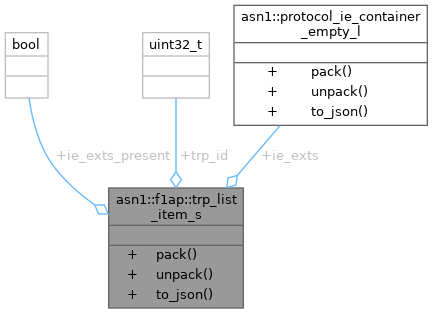 bool
uint32_t
asn1::protocol_ie_container
_empty_l
+ pack()
+ unpack()
+ to_json()
+ie_exts_present
+trp_id
+ie_exts
asn1::f1ap::trp_list
_item_s
+ pack()
+ unpack()
+ to_json()